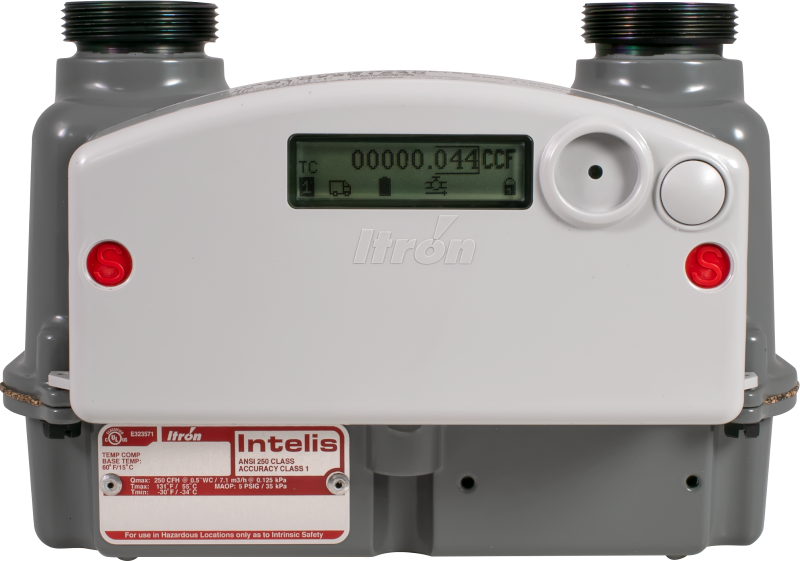 00000.044 CCF
TC
1
Itrón
S
S
E323571
Itrón
Intelis
TEMP COMP
BASE TEMP:
60°F/15°C
ANSI 250 CLASS
ACCURACY CLASS 1
Qmax: 250 CFH @ 0.5"WC / 7.1 m3/h @ 0.125 kPa
Tmax: 131°F / 55°C MAOP: 5 PSIG / 35 kPa
Tmin: -30°F / -34°C
For use in Hazardous Locations only as to Intrinsic Safety